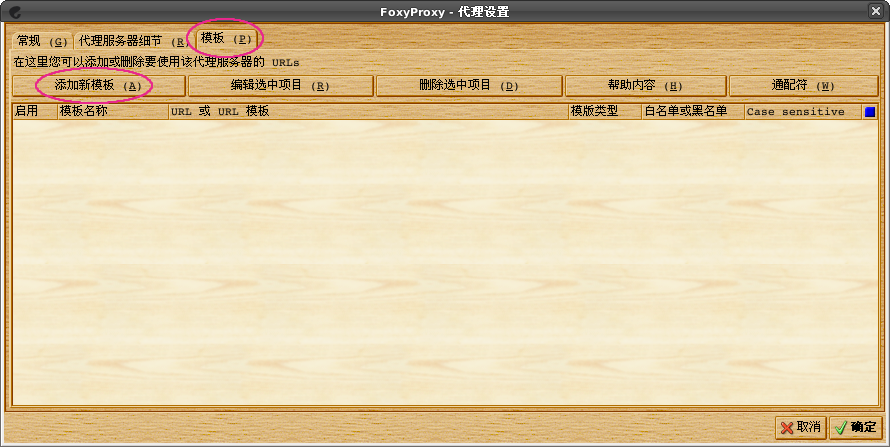 FoxyProxy - 代理设置
常规 (G) 代理服务器细节 (R 模板 (P)
在这里您可以添加或删除要使用该代理服务器的 URLs
添加新模板 (A) 编辑选中项目 (R) 删除选中项目 (D) 帮助内容 (H) 通配符 (W)
启用 模板名称 URL 或 URL 模板 模版类型 白名单或黑名单 Case sensitive
取消 确定